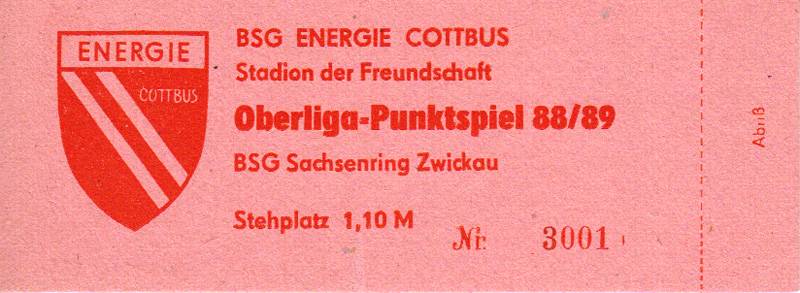 ENERGIE
COTTBUS
BSG ENERGIE COTTBUS
Stadion der Freundschaft
Oberliga-Punktspiel 88/89
BSG Sachsenring Zwickau
Stehplatz 1,10 M
Nr. 3001
Abriß